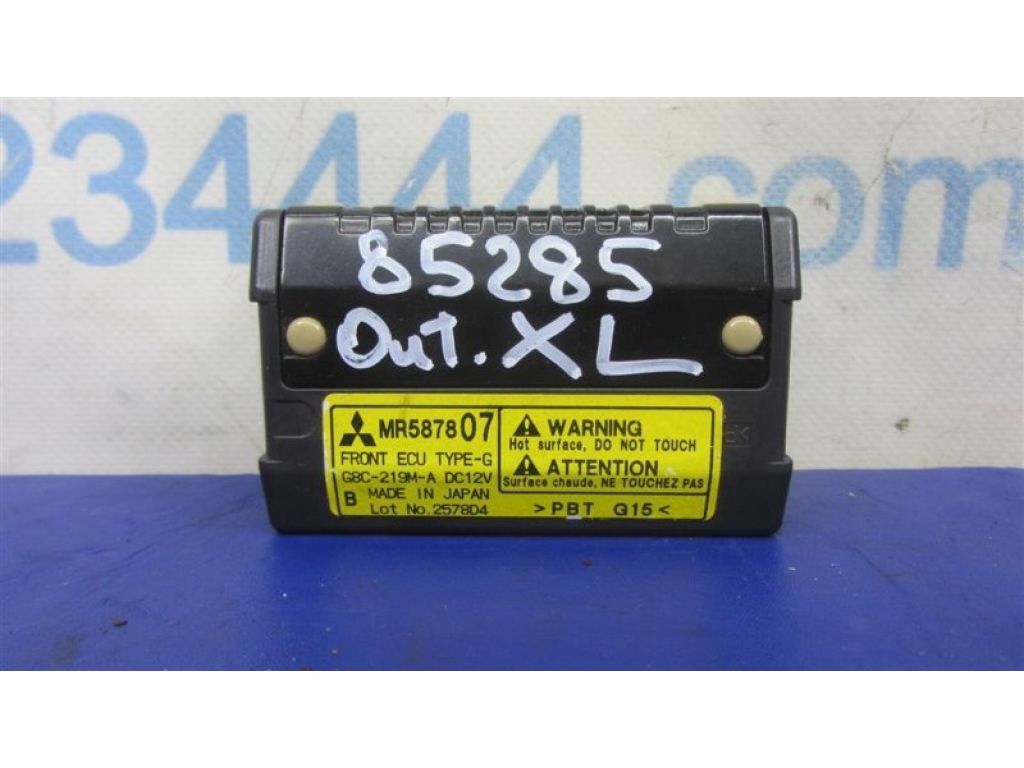 234444.com
85285
Out. XL
MR587807
FRONT ECU TYPE-G
G8C-219M-A DC12V
B MADE IN JAPAN
Lot No.2578D4
WARNING
Hot surface, DO NOT TOUCH
ATTENTION
Surface chaude, NE TOUCHEZ PAS
>PBT G15<